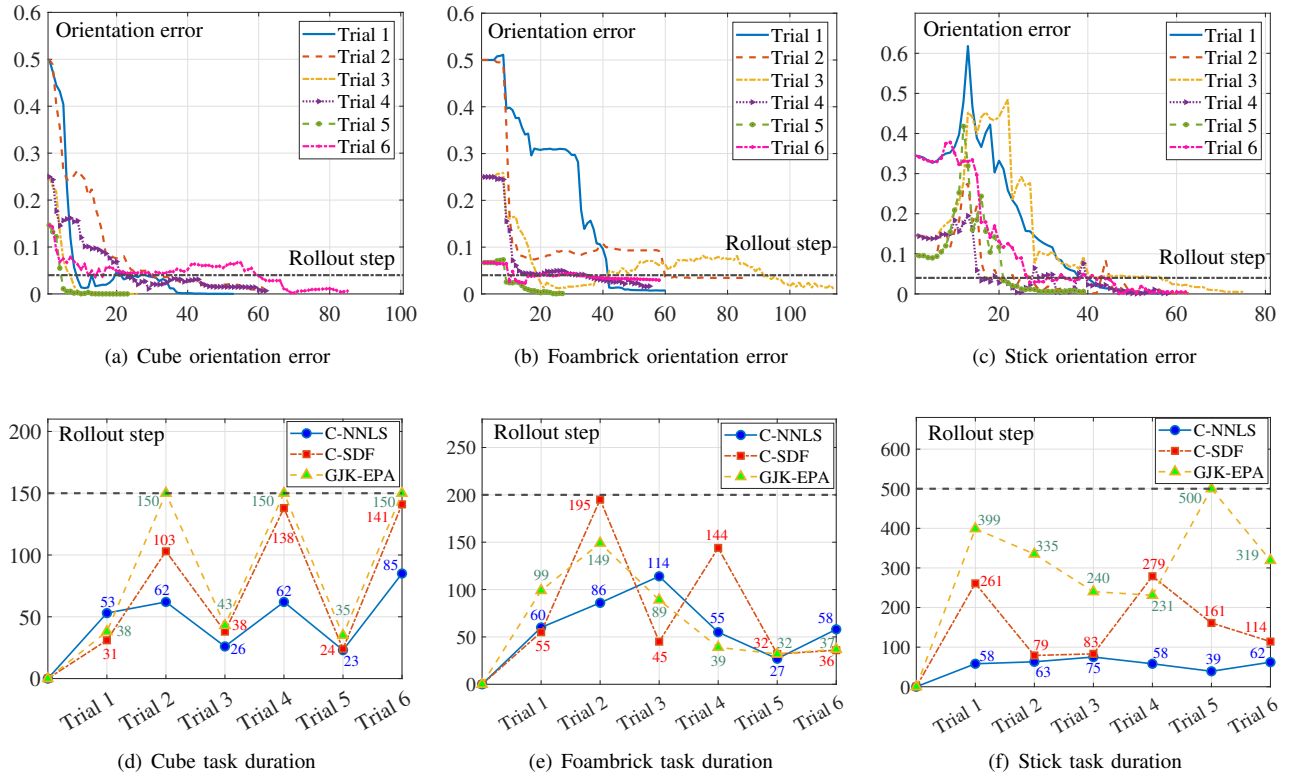 0.6
0.5
0.4
0.3
0.2
0.1
0
0 20 40 60 80 100
Orientation error
Rollout step
Trial 1
Trial 2
Trial 3
Trial 4
Trial 5
Trial 6
(a) Cube orientation error
0.6
0.5
0.4
0.3
0.2
0.1
0
20 40 60 80 100
Orientation error
Rollout step
Trial 1
Trial 2
Trial 3
Trial 4
Trial 5
Trial 6
(b) Foambrick orientation error
0.6
0.5
0.4
0.3
0.2
0.1
0
20 40 60 80
Orientation error
Rollout step
Trial 1
Trial 2
Trial 3
Trial 4
Trial 5
Trial 6
(c) Stick orientation error
200
150
100
50
0
Rollout step
C-NNLS
C-SDF
GJK-EPA
150 150 150
141
103 138
85
53 62 62
38 43 38 35
31 26 24 23
Trial 1 Trial 2 Trial 3 Trial 4 Trial 5 Trial 6
(d) Cube task duration
250
200
150
100
50
0
Rollout step
C-NNLS
C-SDF
GJK-EPA
195
149 144
99 86 114
89
60 55 58
55 45 39 32 32 37
27 36
Trial 1 Trial 2 Trial 3 Trial 4 Trial 5 Trial 6
(e) Foambrick task duration
600
500
400
300
200
100
0
Rollout step
C-NNLS
C-SDF
GJK-EPA
500
399
335 319
261 240 279
231
161
114
58 79 83 58 39 62
63 75
Trial 1 Trial 2 Trial 3 Trial 4 Trial 5 Trial 6
(f) Stick task duration